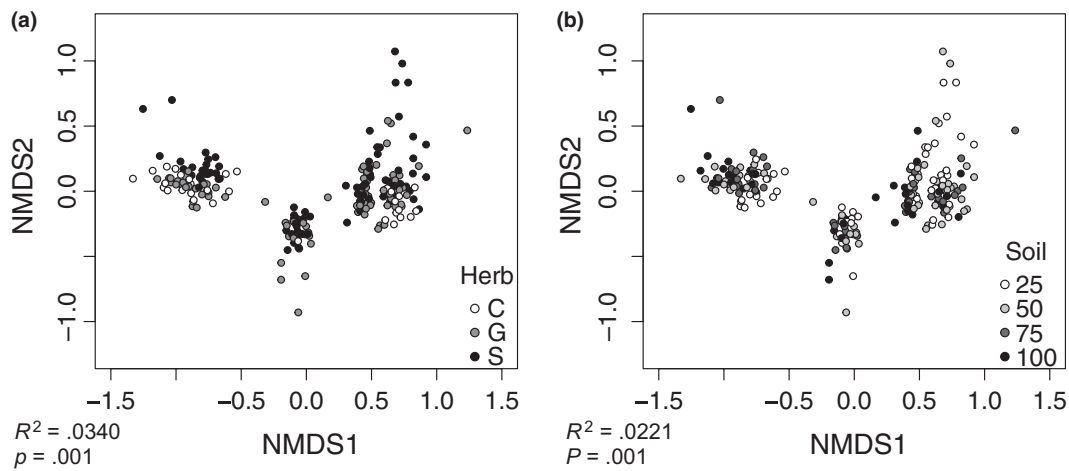 (a)
(b)
NMDS2
1.0
0.5
0.0
−1.0
Herb
C
G
S
−1.5 −0.5 0.0 0.5 1.0 1.5
NMDS1
R² = .0340
p = .001
NMDS2
1.0
0.5
0.0
−1.0
Soil
25
50
75
100
−1.5 −0.5 0.0 0.5 1.0 1.5
NMDS1
R² = .0221
P = .001